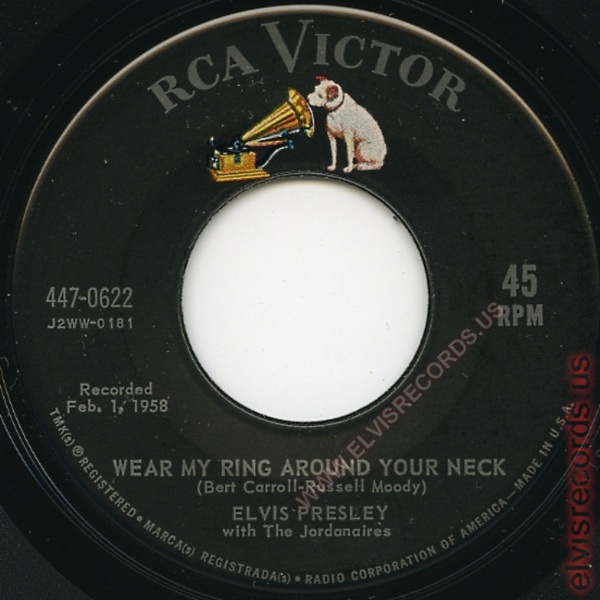 RCA VICTOR
447-0622
J2WW-0181
45
RPM
Recorded
Feb. 1, 1958
WEAR MY RING AROUND YOUR NECK
(Bert Carroll-Russell Moody)
ELVIS PRESLEY
with The Jordanaires
TMK(s) ® REGISTERED • MARCA(s) REGISTRADA(s) • RADIO CORPORATION OF AMERICA — MADE IN U.S.A.
WWW.ELVISRECORDS.US
elvisrecords.us